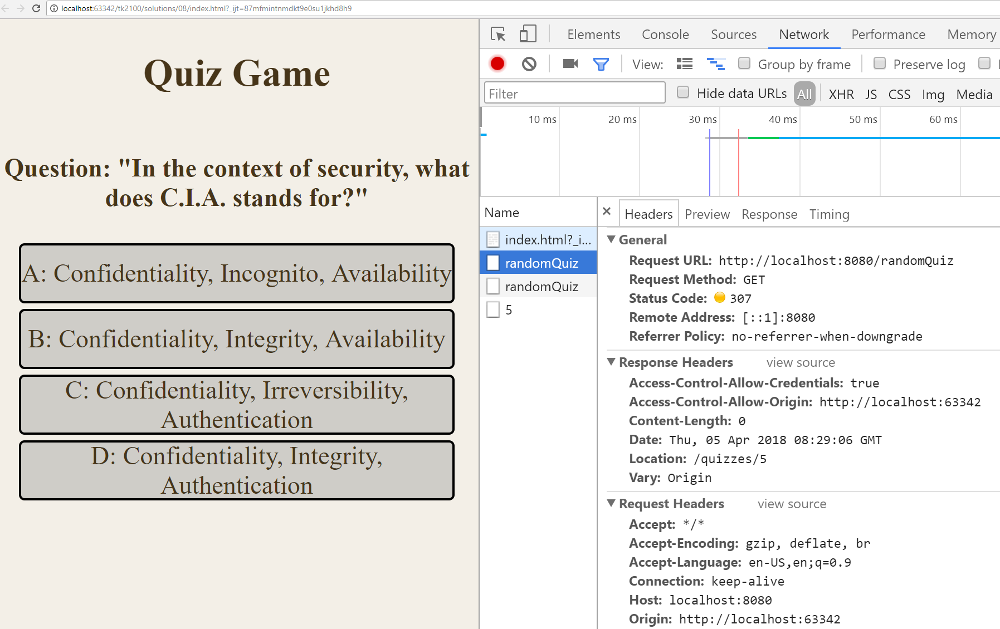 localhost:63342/tk2100/solutions/08/index.html?_ijt=87mfmintnmdkt9e0su1jkhd8h9
Quiz Game
Question: "In the context of security, what
does C.I.A. stands for?"
A: Confidentiality, Incognito, Availability
B: Confidentiality, Integrity, Availability
C: Confidentiality, Irreversibility,
Authentication
D: Confidentiality, Integrity,
Authentication
Elements Console Sources Network Performance Memory
View: Group by frame Preserve log
Filter Hide data URLs All XHR JS CSS Img Media
10 ms 20 ms 30 ms 40 ms 50 ms 60 ms
Name
index.html?_i...
randomQuiz
randomQuiz
5
× Headers Preview Response Timing
General
Request URL: http://localhost:8080/randomQuiz
Request Method: GET
Status Code: 307
Remote Address: [::1]:8080
Referrer Policy: no-referrer-when-downgrade
Response Headers view source
Access-Control-Allow-Credentials: true
Access-Control-Allow-Origin: http://localhost:63342
Content-Length: 0
Date: Thu, 05 Apr 2018 08:29:06 GMT
Location: /quizzes/5
Vary: Origin
Request Headers view source
Accept: */*
Accept-Encoding: gzip, deflate, br
Accept-Language: en-US,en;q=0.9
Connection: keep-alive
Host: localhost:8080
Origin: http://localhost:63342